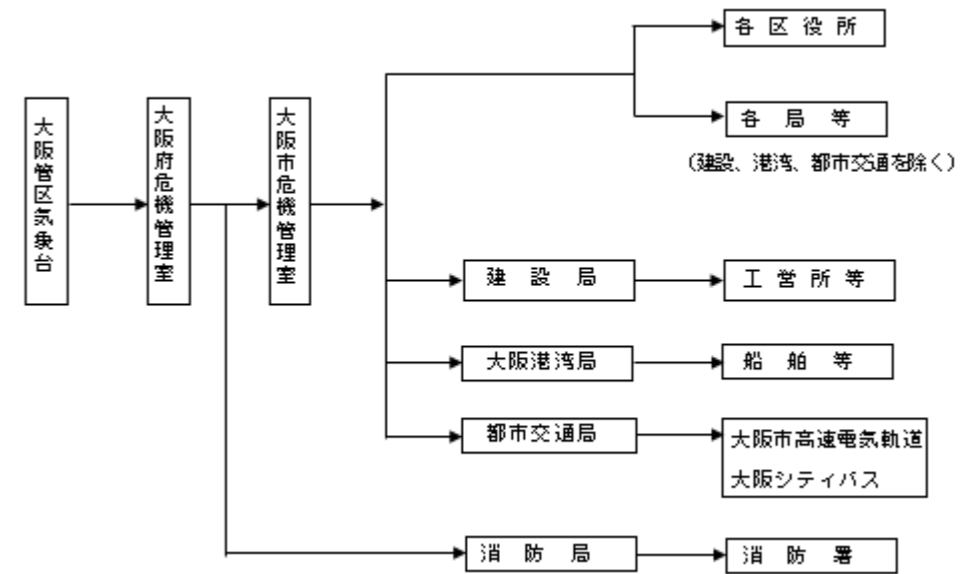 大阪管区気象台
大阪府危機管理室
大阪市危機管理室
各区役所
各局等
（建設、港湾、都市交通を除く）
建設局
工営所等
大阪港湾局
船舶等
都市交通局
大阪市高速電気軌道
大阪シティバス
消防局
消防署